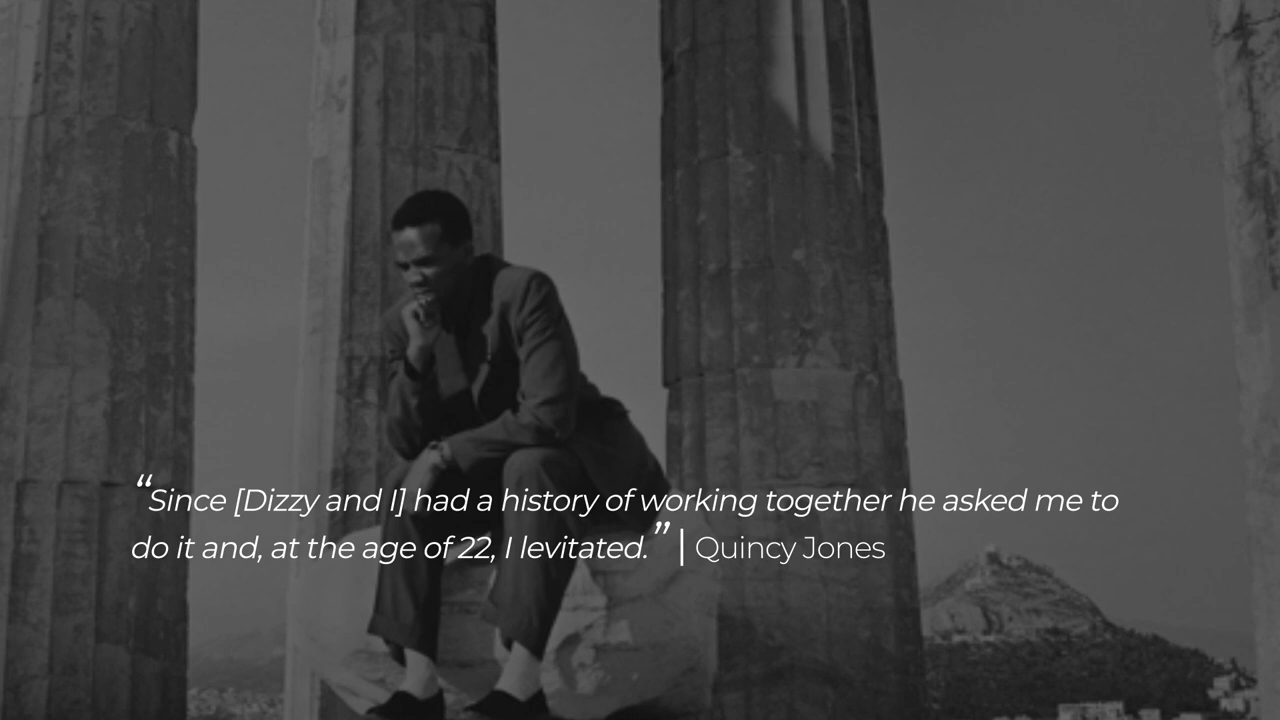 “Since [Dizzy and I] had a history of working together he asked me to
do it and, at the age of 22, I levitated.” | Quincy Jones